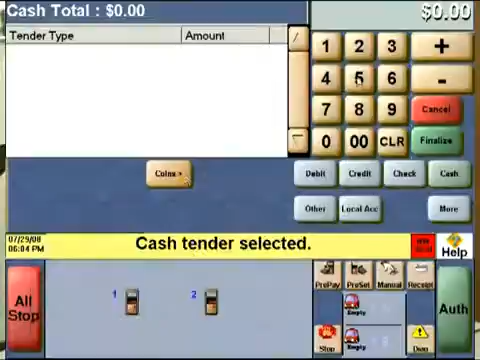 Cash Total : $0.00
$0.00
Tender Type Amount
1 2 3 +
4 5 6 -
7 8 9 Cancel
0 00 CLR Finalize
Coins >
Debit Credit Check Cash
Other Local Acc More
07/29/08
06:04 PM
Cash tender selected.
Help
All
Stop
1 2
PrePay PreSet Manual Receipt
Empty
Empty
Stop Diag
Auth